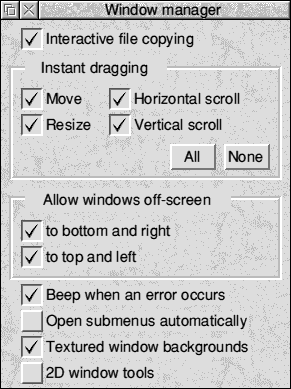 Window manager
Interactive file copying
Instant dragging
Move Horizontal scroll
Resize Vertical scroll
All None
Allow windows off-screen
to bottom and right
to top and left
Beep when an error occurs
Open submenus automatically
Textured window backgrounds
2D window tools